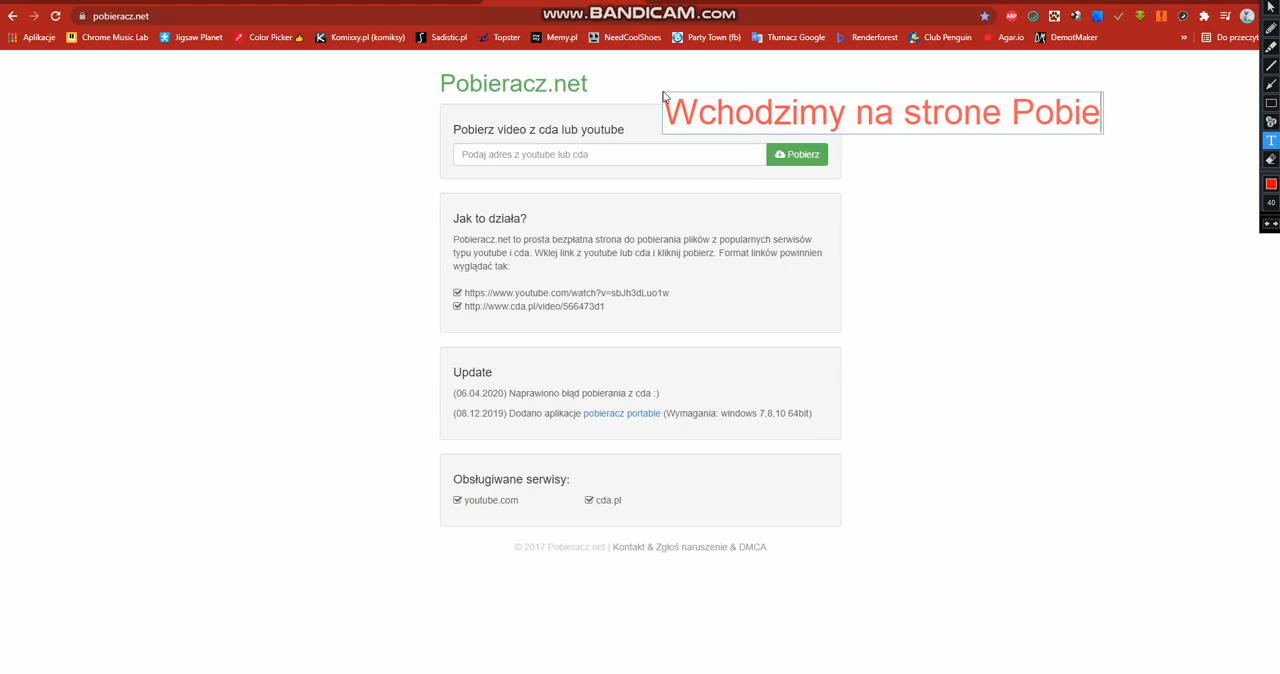 pobieracz.net
WWW.BANDICAM.COM
ABP
Aplikacje
Chrome Music Lab
Jigsaw Planet
Color Picker
Komixxy.pl (komiksy)
Sadistic.pl
Topster
Memy.pl
NeedCoolShoes
Party Town (fb)
Tłumacz Google
Renderforest
Club Penguin
Agar.io
DemotMaker
»
Do przeczyt
Pobieracz.net
Wchodzimy na strone Pobie
Pobierz video z cda lub youtube
Podaj adres z youtube lub cda
Pobierz
T
40
Jak to działa?
Pobieracz.net to prosta bezpłatna strona do pobierania plików z popularnych serwisów
typu youtube i cda. Wklej link z youtube lub cda i kliknij pobierz. Format linków powinnien
wyglądać tak:
https://www.youtube.com/watch?v=sbJh3dLuo1w
http://www.cda.pl/video/566473d1
Update
(06.04.2020) Naprawiono błąd pobierania z cda :)
(08.12.2019) Dodano aplikacje pobieracz portable (Wymagania: windows 7,8,10 64bit)
Obsługiwane serwisy:
youtube.com
cda.pl
© 2017 Pobieracz.net | Kontakt & Zgłoś naruszenie & DMCA